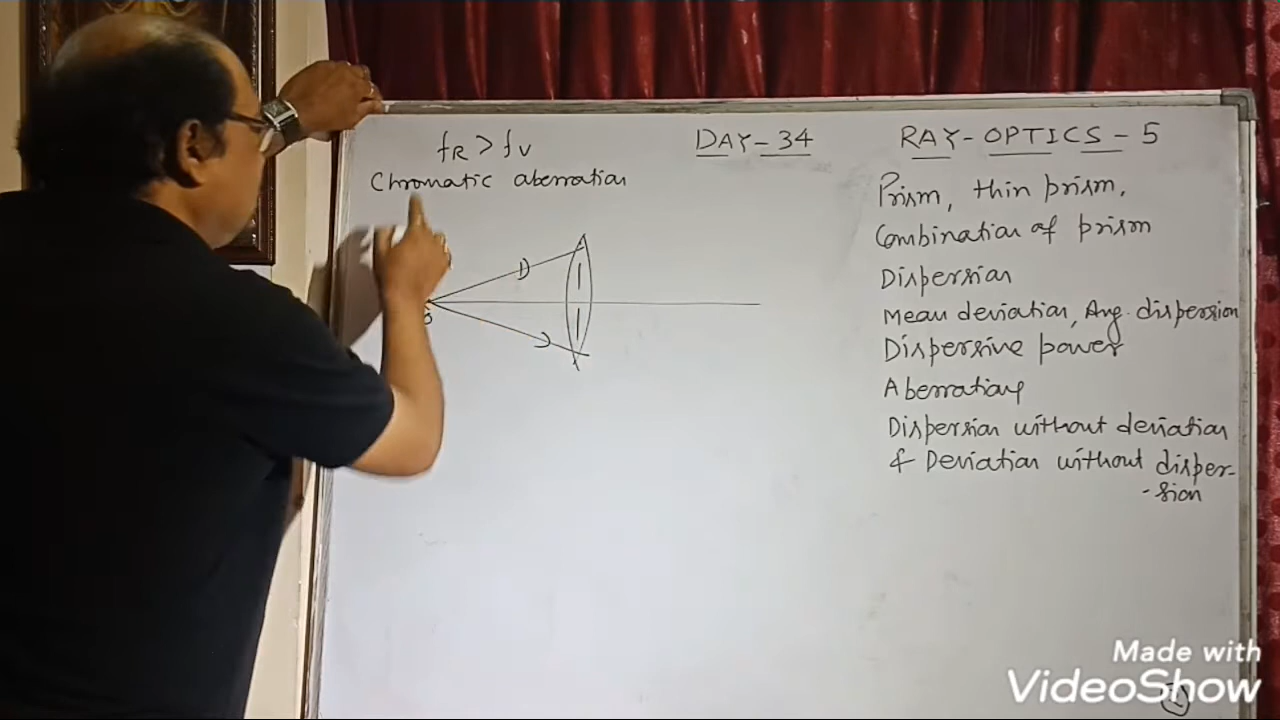 fR > fV
Chromatic aberration
O
DAY-34
RAY-OPTICS-5
Prism, thin prism,
Combination of prism
Dispersion
Mean deviation, Ang. dispersion
Dispersive power
Aberrations
Dispersion without deviation
& Deviation without disper-
-sion
Made with
VideoShow